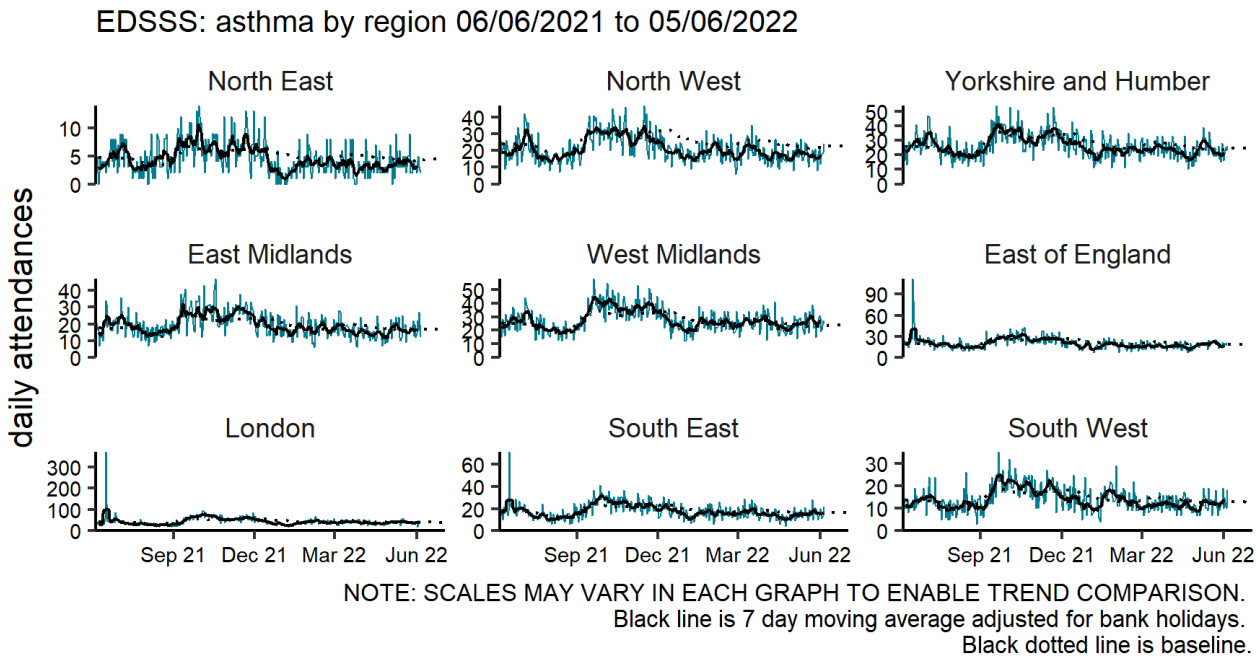 EDSSS: asthma by region 06/06/2021 to 05/06/2022
North East
North West
Yorkshire and Humber
10
5
0
40
30
20
10
0
50
40
30
20
10
0
daily attendances
East Midlands
West Midlands
East of England
40
30
20
10
0
50
40
30
20
10
0
90
60
30
0
London
South East
South West
300
200
100
0
60
40
20
0
30
20
10
0
Sep 21 Dec 21 Mar 22 Jun 22
Sep 21 Dec 21 Mar 22 Jun 22
Sep 21 Dec 21 Mar 22 Jun 22
NOTE: SCALES MAY VARY IN EACH GRAPH TO ENABLE TREND COMPARISON.
Black line is 7 day moving average adjusted for bank holidays.
Black dotted line is baseline.